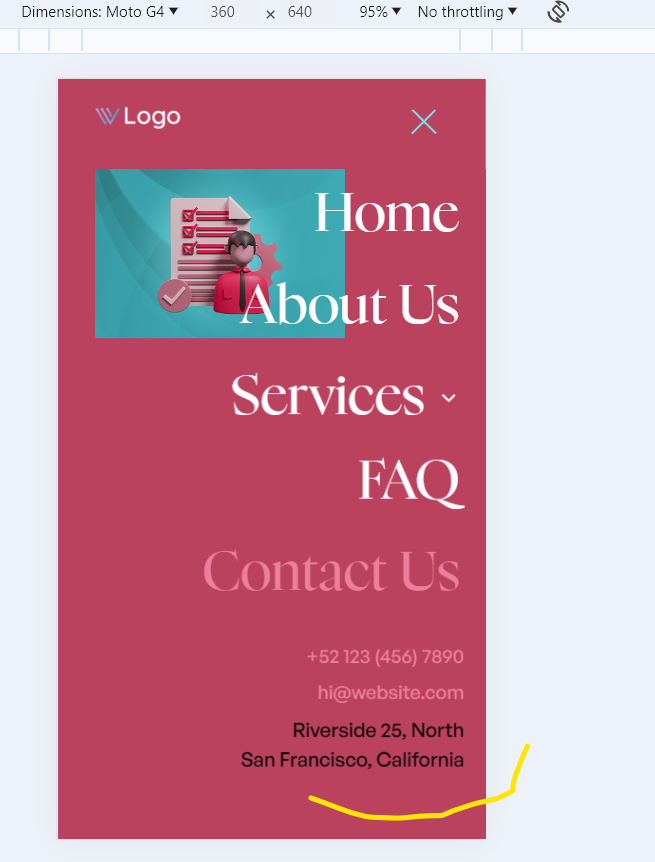 Dimensions: Moto G4 360 × 640 95% No throttling
Logo
Home
About Us
Services
FAQ
Contact Us
+52 123 (456) 7890
hi@website.com
Riverside 25, North
San Francisco, California